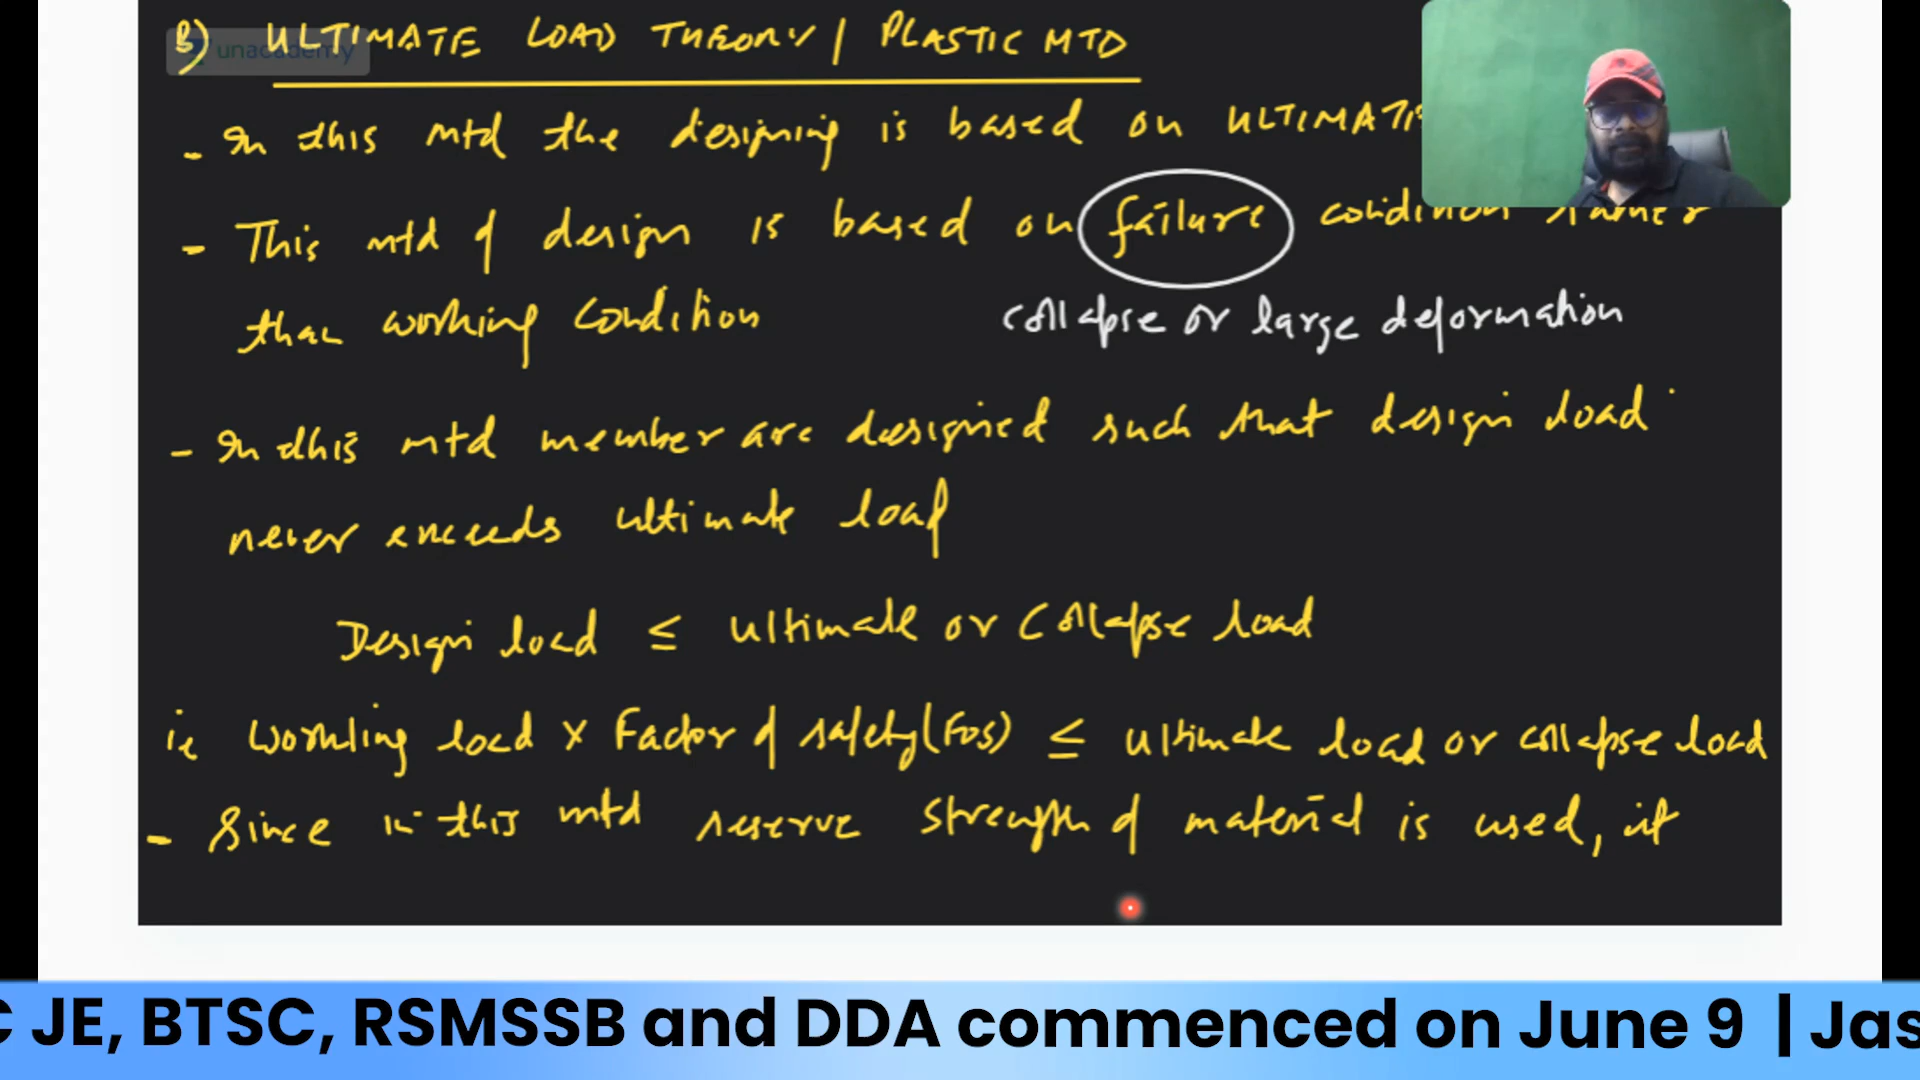 B) ULTIMATE LOAD THEORY / PLASTIC MTD
unacademy
- In this mtd the designing is based on ULTIMATE
- This mtd of design is based on failure condition rather
than working condition
collapse or large deformation
- In this mtd member are designed such that design load
never exceeds ultimate load
Design load ≤ ultimate or collapse load
ie working load x Factor of safety (FOS) ≤ ultimate load or collapse load
- Since in this mtd reserve strength of material is used, it
C JE, BTSC, RSMSSB and DDA commenced on June 9 | Jas